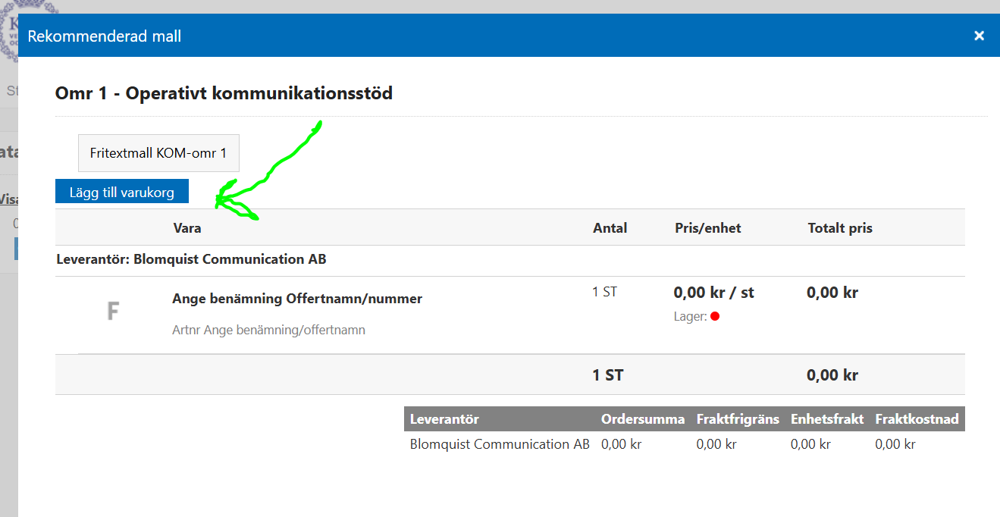 Rekommenderad mall
Omr 1 - Operativt kommunikationsstöd
Fritextmall KOM-omr 1
Lägg till varukorg
Vara Antal Pris/enhet Totalt pris
Leverantör: Blomquist Communication AB
F Ange benämning Offertnamn/nummer 1 ST 0,00 kr / st 0,00 kr
Lager:
Artnr Ange benämning/offertnamn
1 ST 0,00 kr
Leverantör Ordersumma Fraktfrigräns Enhetsfrakt Fraktkostnad
Blomquist Communication AB 0,00 kr 0,00 kr 0,00 kr 0,00 kr